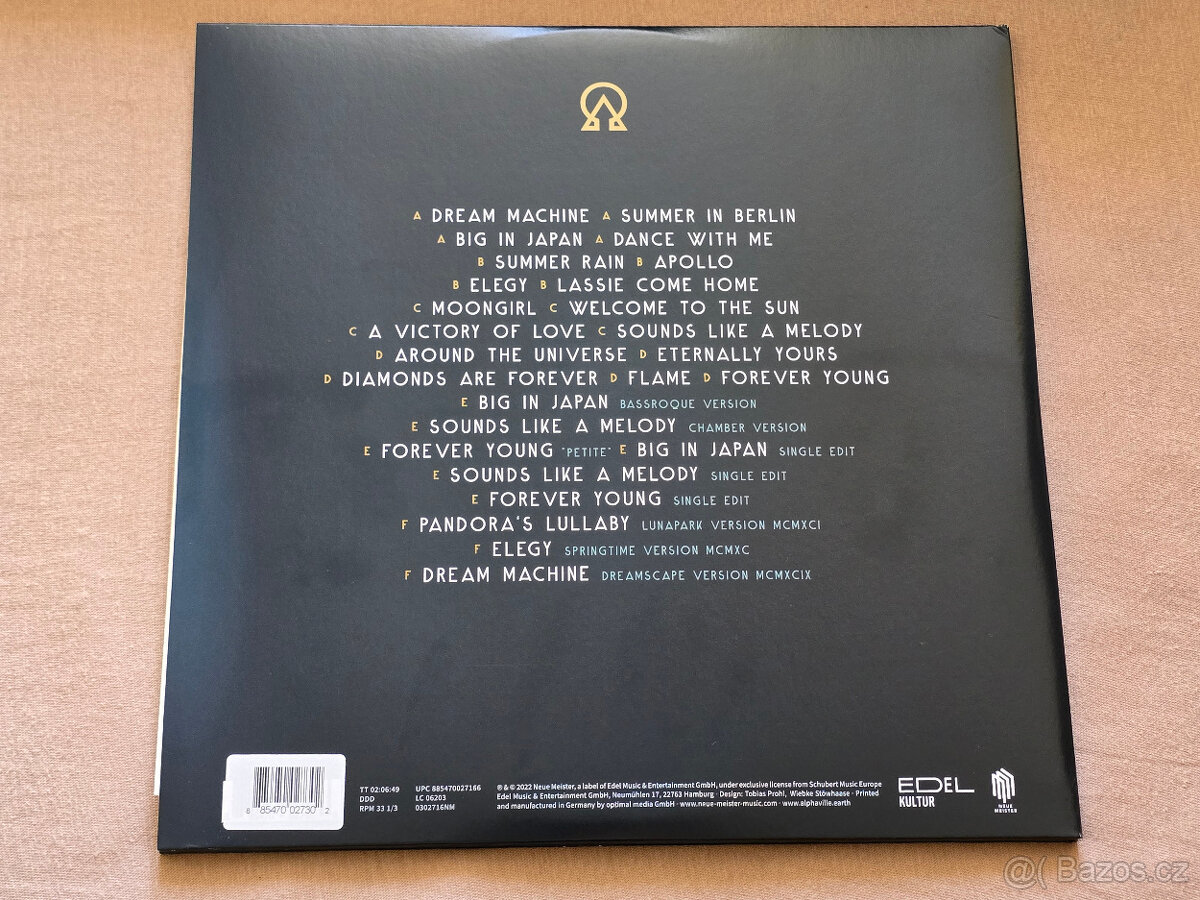 A DREAM MACHINE A SUMMER IN BERLIN
A BIG IN JAPAN A DANCE WITH ME
B SUMMER RAIN B APOLLO
B ELEGY B LASSIE COME HOME
C MOONGIRL C WELCOME TO THE SUN
C A VICTORY OF LOVE C SOUNDS LIKE A MELODY
D AROUND THE UNIVERSE D ETERNALLY YOURS
D DIAMONDS ARE FOREVER D FLAME D FOREVER YOUNG
E BIG IN JAPAN BASSROQUE VERSION
E SOUNDS LIKE A MELODY CHAMBER VERSION
E FOREVER YOUNG "PETITE" E BIG IN JAPAN SINGLE EDIT
E SOUNDS LIKE A MELODY SINGLE EDIT
E FOREVER YOUNG SINGLE EDIT
F PANDORA'S LULLABY LUNAPARK VERSION MCMXCI
F ELEGY SPRINGTIME VERSION MCMXC
F DREAM MACHINE DREAMSCAPE VERSION MCMXCIX
8 85470 02730 2
TT 02:06:49
DDD
RPM 33 1/3
UPC 885470027166
LC 06203
0302716NM
℗ & © 2022 Neue Meister, a label of Edel Music & Entertainment GmbH, under exclusive license from Schubert Music Europe
Edel Music & Entertainment GmbH, Neumühlen 17, 22763 Hamburg · Design: Tobias Prohl, Wiebke Stöwhaase · Printed
and manufactured in Germany by optimal media GmbH · www.neue-meister-music.com · www.alphaville.earth
EDEL
KULTUR
NEUE
MEISTER
@( Bazoš.cz